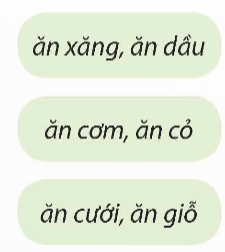 ăn xăng, ăn dầu
ăn cơm, ăn cỏ
ăn cưới, ăn giỗ